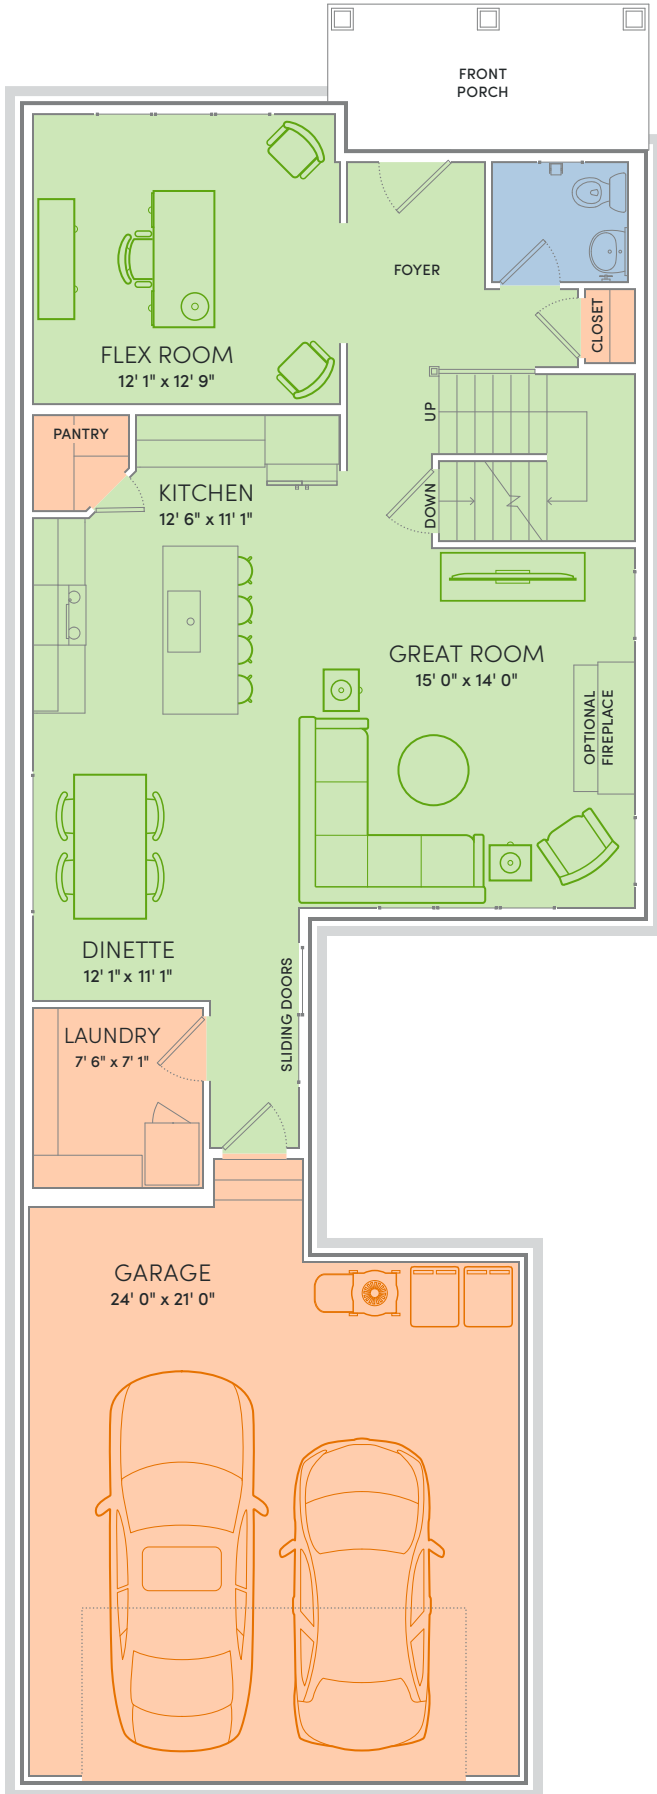 FRONT
PORCH
FOYER
CLOSET
FLEX ROOM
12' 1" x 12' 9"
UP
PANTRY
KITCHEN
12' 6" x 11' 1"
DOWN
GREAT ROOM
15' 0" x 14' 0"
OPTIONAL
FIREPLACE
DINETTE
12' 1" x 11' 1"
SLIDING DOORS
LAUNDRY
7' 6" x 7' 1"
GARAGE
24' 0" x 21' 0"